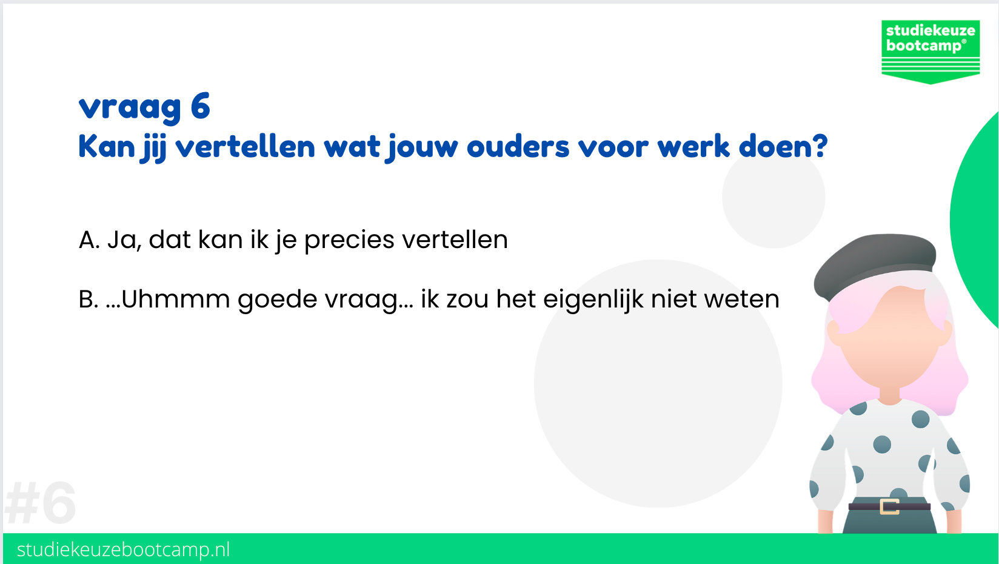 studiekeuze
bootcamp®
vraag 6
Kan jij vertellen wat jouw ouders voor werk doen?
A. Ja, dat kan ik je precies vertellen
B. ...Uhmmm goede vraag... ik zou het eigenlijk niet weten
#6
studiekeuzebootcamp.nl